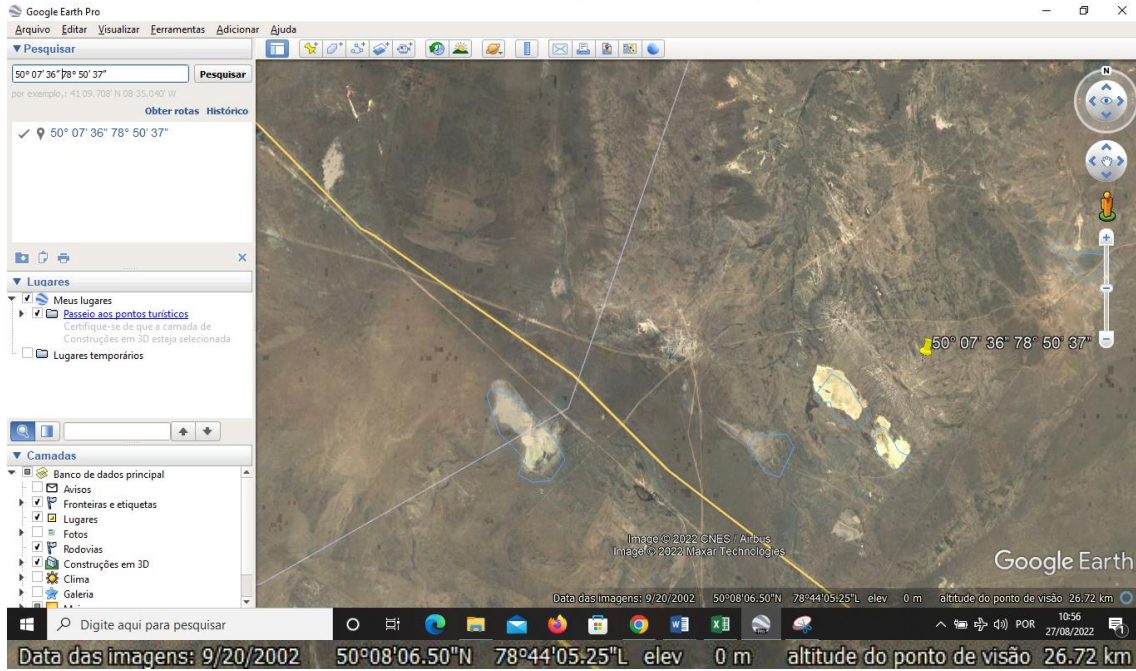 Google Earth Pro
Arquivo Editar Visualizar Ferramentas Adicionar Ajuda
▼ Pesquisar
50° 07' 36" 78° 50' 37"
Pesquisar
por exemplo,: 41 09.708' N 08 35.040' W
Obter rotas Histórico
50° 07' 36" 78° 50' 37"
▼ Lugares
Meus lugares
Passeio aos pontos turísticos
Certifique-se de que a camada de
Construções em 3D esteja selecionada
Lugares temporários
▼ Camadas
Banco de dados principal
Avisos
Fronteiras e etiquetas
Lugares
Fotos
Rodovias
Construções em 3D
Clima
Galeria
N
50° 07' 36" 78° 50' 37"
Image © 2022 CNES / Airbus
Image © 2022 Maxar Technologies
Google Earth
Data das imagens: 9/20/2002 50°08'06.50"N 78°44'05.25"L elev 0 m altitude do ponto de visão 26.72 km
Digite aqui para pesquisar
POR
10:56
27/08/2022
1
Data das imagens: 9/20/2002 50°08'06.50"N 78°44'05.25"L elev 0 m altitude do ponto de visão 26.72 km